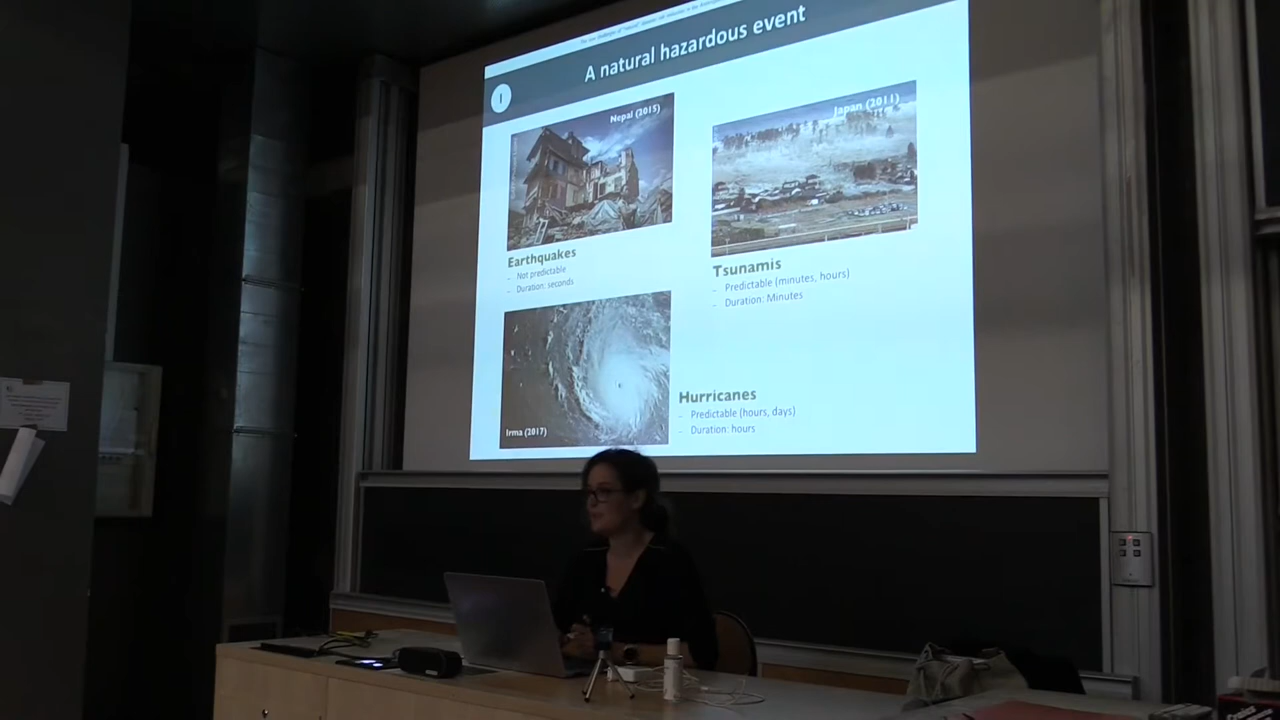 A natural hazardous event
I
Nepal (2015)
Japan (2011)
Earthquakes
- Not predictable
- Duration: seconds
Tsunamis
- Predictable (minutes, hours)
- Duration: Minutes
Irma (2017)
Hurricanes
- Predictable (hours, days)
- Duration: hours